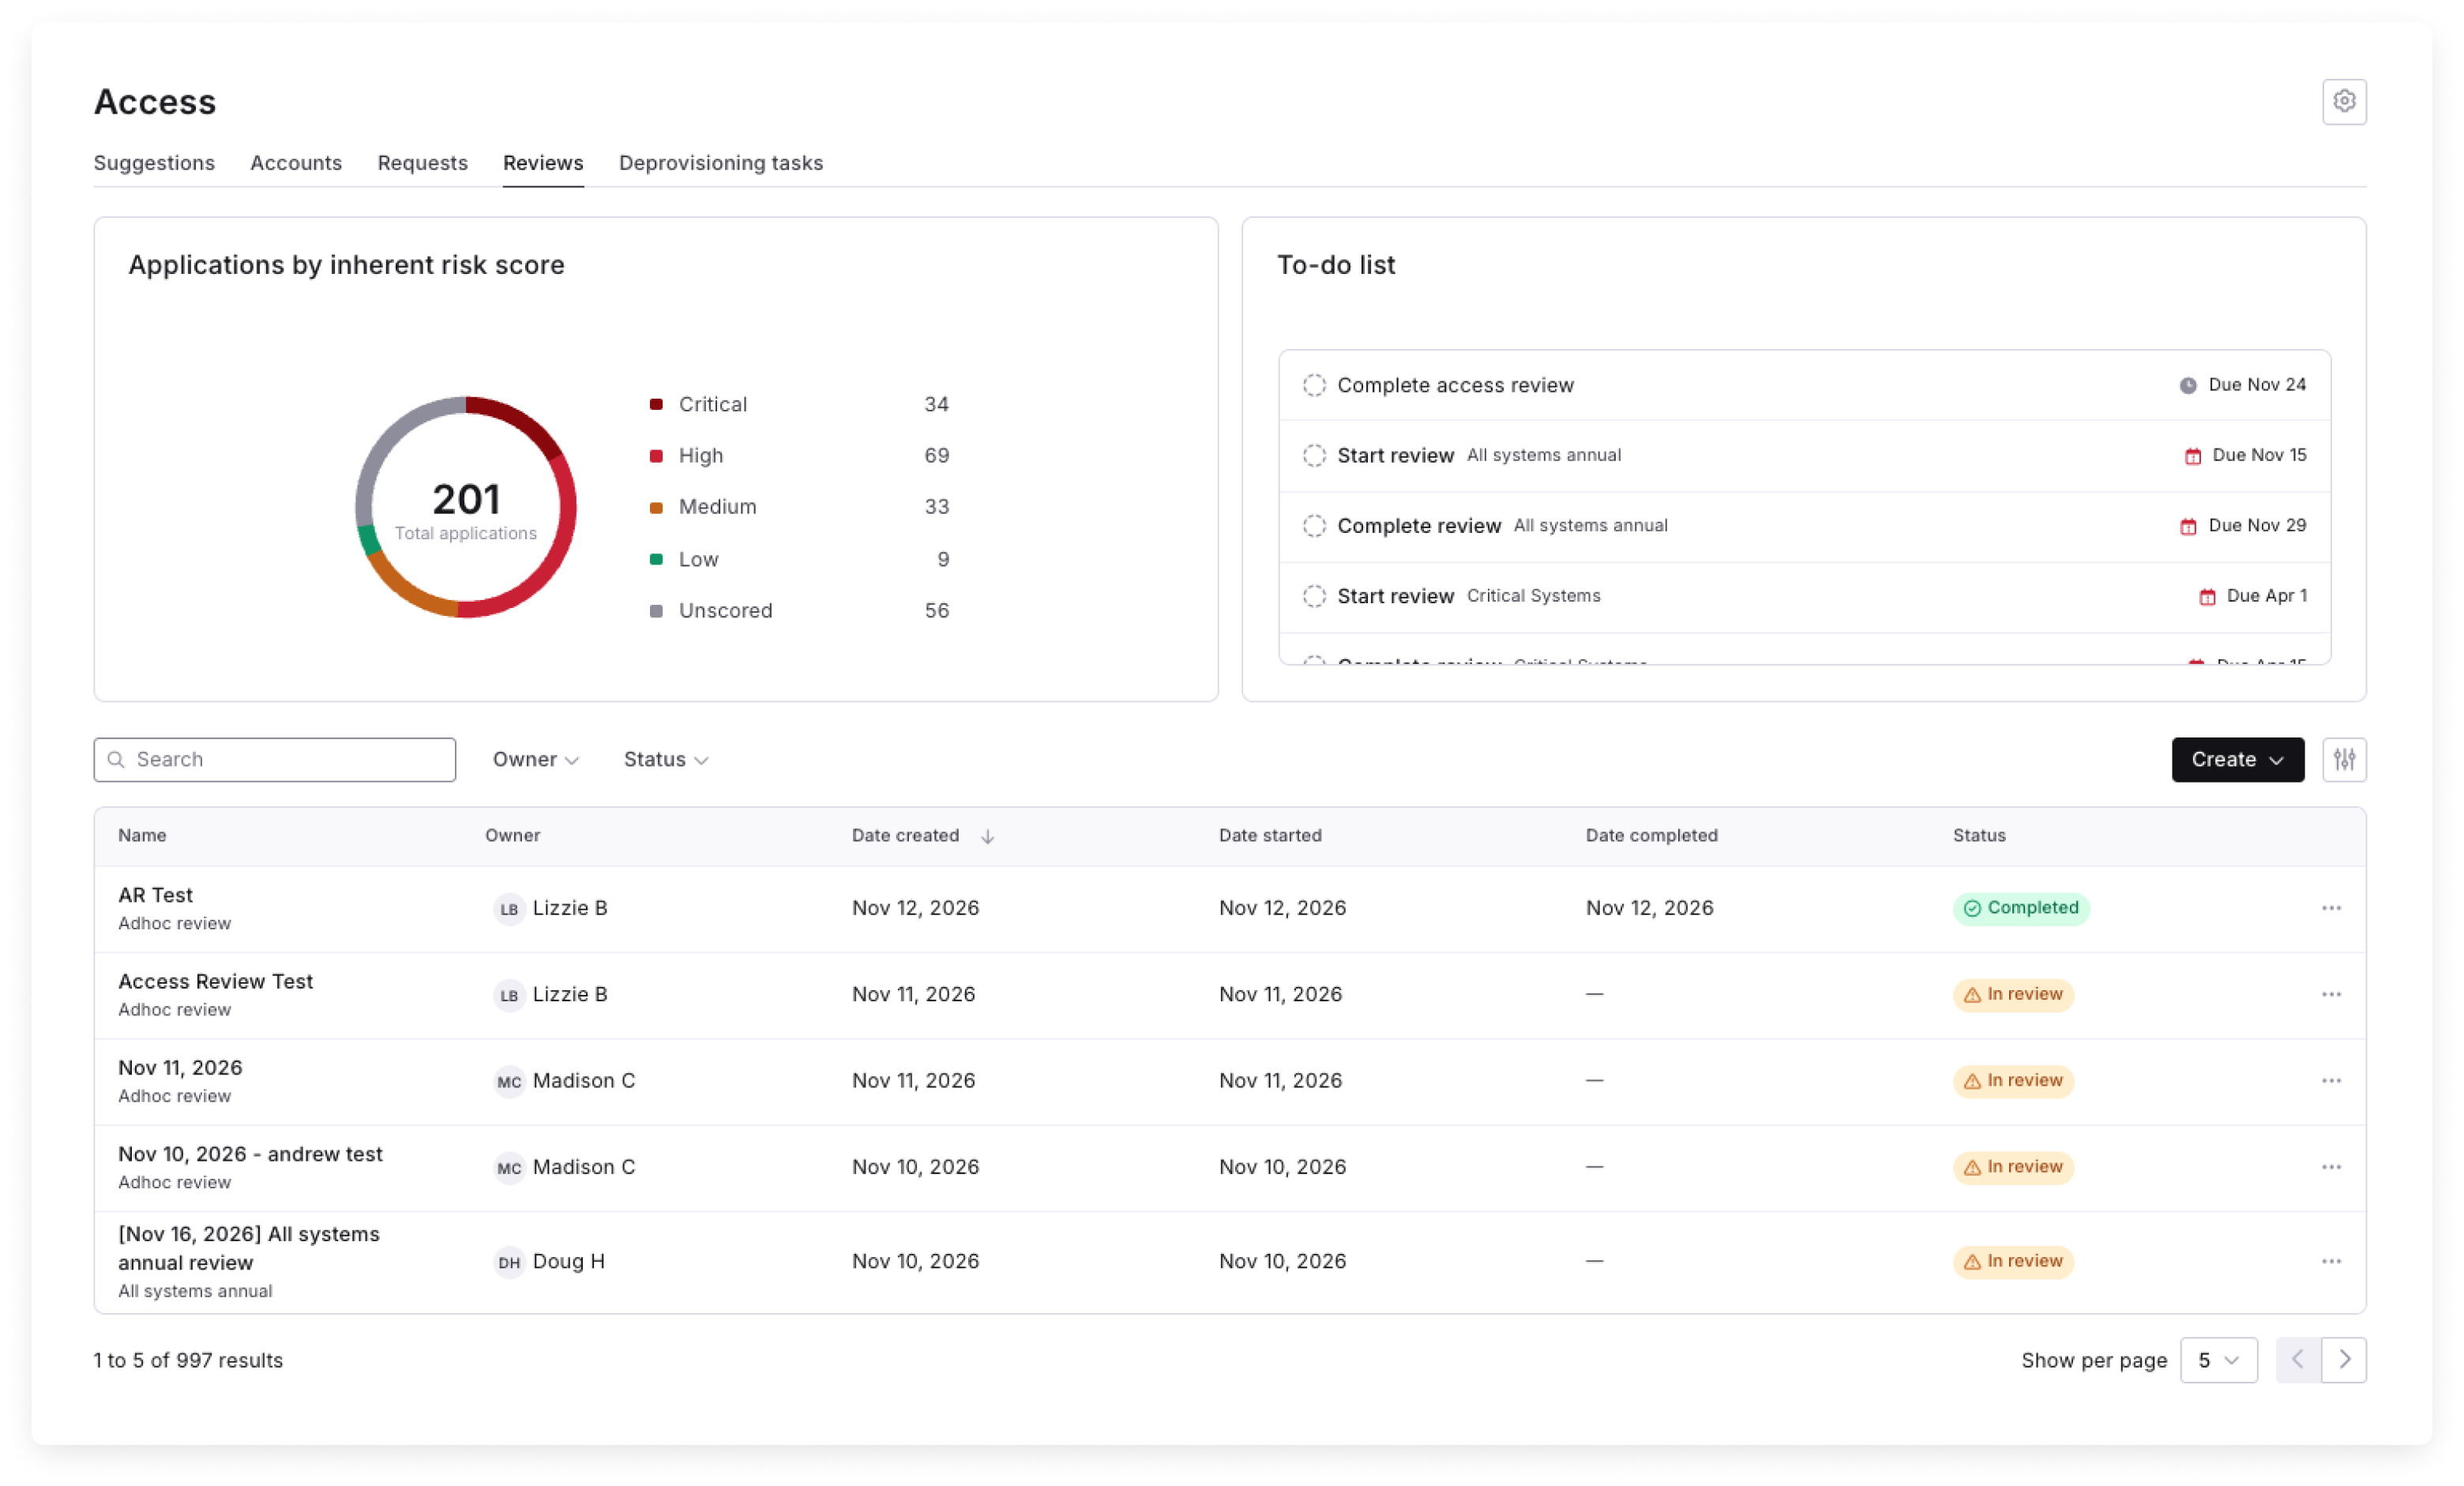 Access
Suggestions Accounts Requests Reviews Deprovisioning tasks
Applications by inherent risk score
201
Total applications
Critical 34
High 69
Medium 33
Low 9
Unscored 56
To-do list
Complete access review Due Nov 24
Start review All systems annual Due Nov 15
Complete review All systems annual Due Nov 29
Start review Critical Systems Due Apr 1
Complete review Critical Systems Due Apr 15
Search Owner Status Create
Name Owner Date created Date started Date completed Status
AR Test
Adhoc review
LB Lizzie B Nov 12, 2026 Nov 12, 2026 Nov 12, 2026 Completed
Access Review Test
Adhoc review
LB Lizzie B Nov 11, 2026 Nov 11, 2026 — In review
Nov 11, 2026
Adhoc review
MC Madison C Nov 11, 2026 Nov 11, 2026 — In review
Nov 10, 2026 - andrew test
Adhoc review
MC Madison C Nov 10, 2026 Nov 10, 2026 — In review
[Nov 16, 2026] All systems
annual review
All systems annual
DH Doug H Nov 10, 2026 Nov 10, 2026 — In review
1 to 5 of 997 results Show per page 5